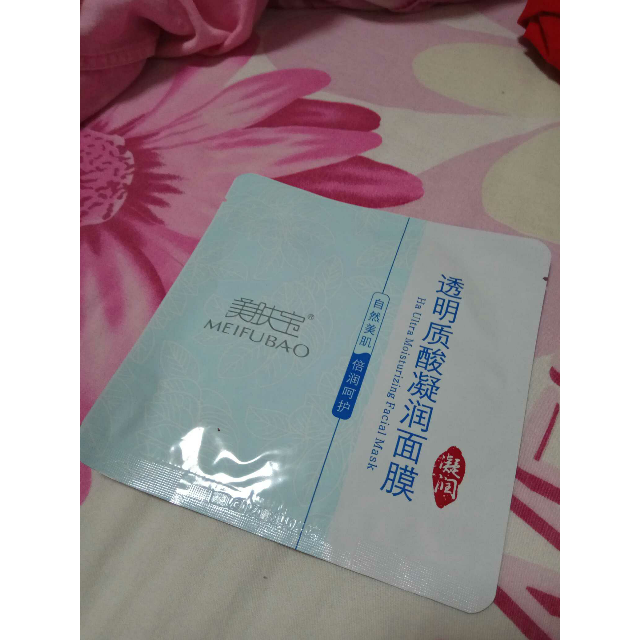 美肤宝®
MEIFUBAO
自然美肌
倍润呵护
透明质酸凝润面膜
Ha Ultra Moisturizing Facial Mask
凝润